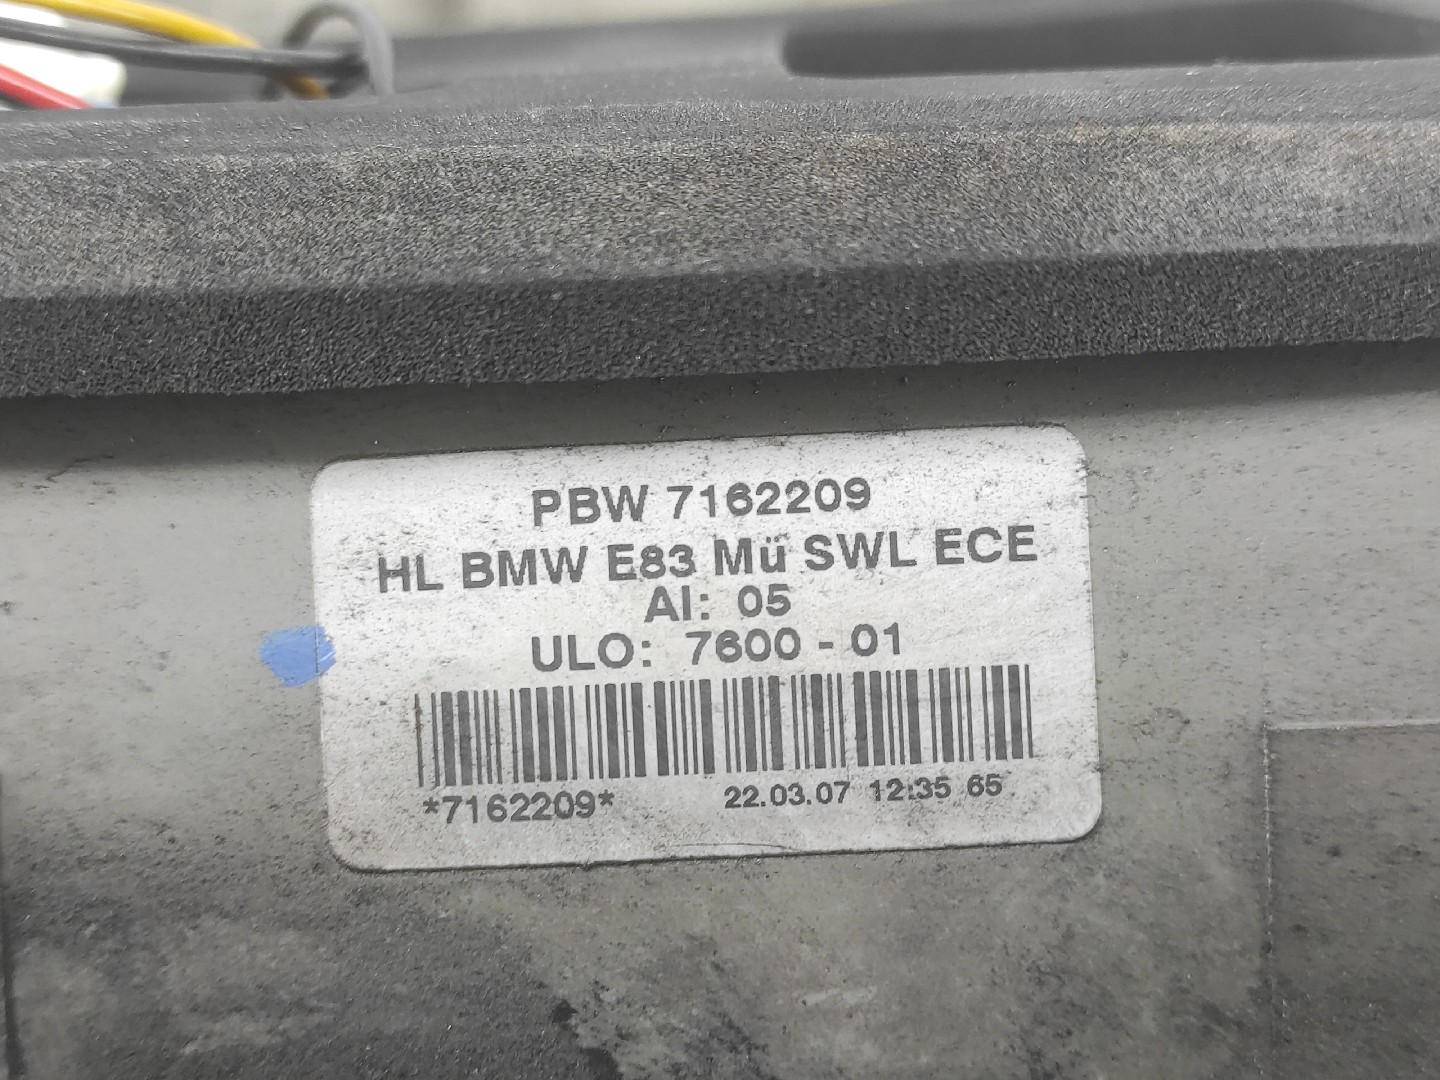 PBW 7162209
HL BMW E83 Mü SWL ECE
AI: 05
ULO: 7600 - 01
*7162209* 22.03.07 12:35 65